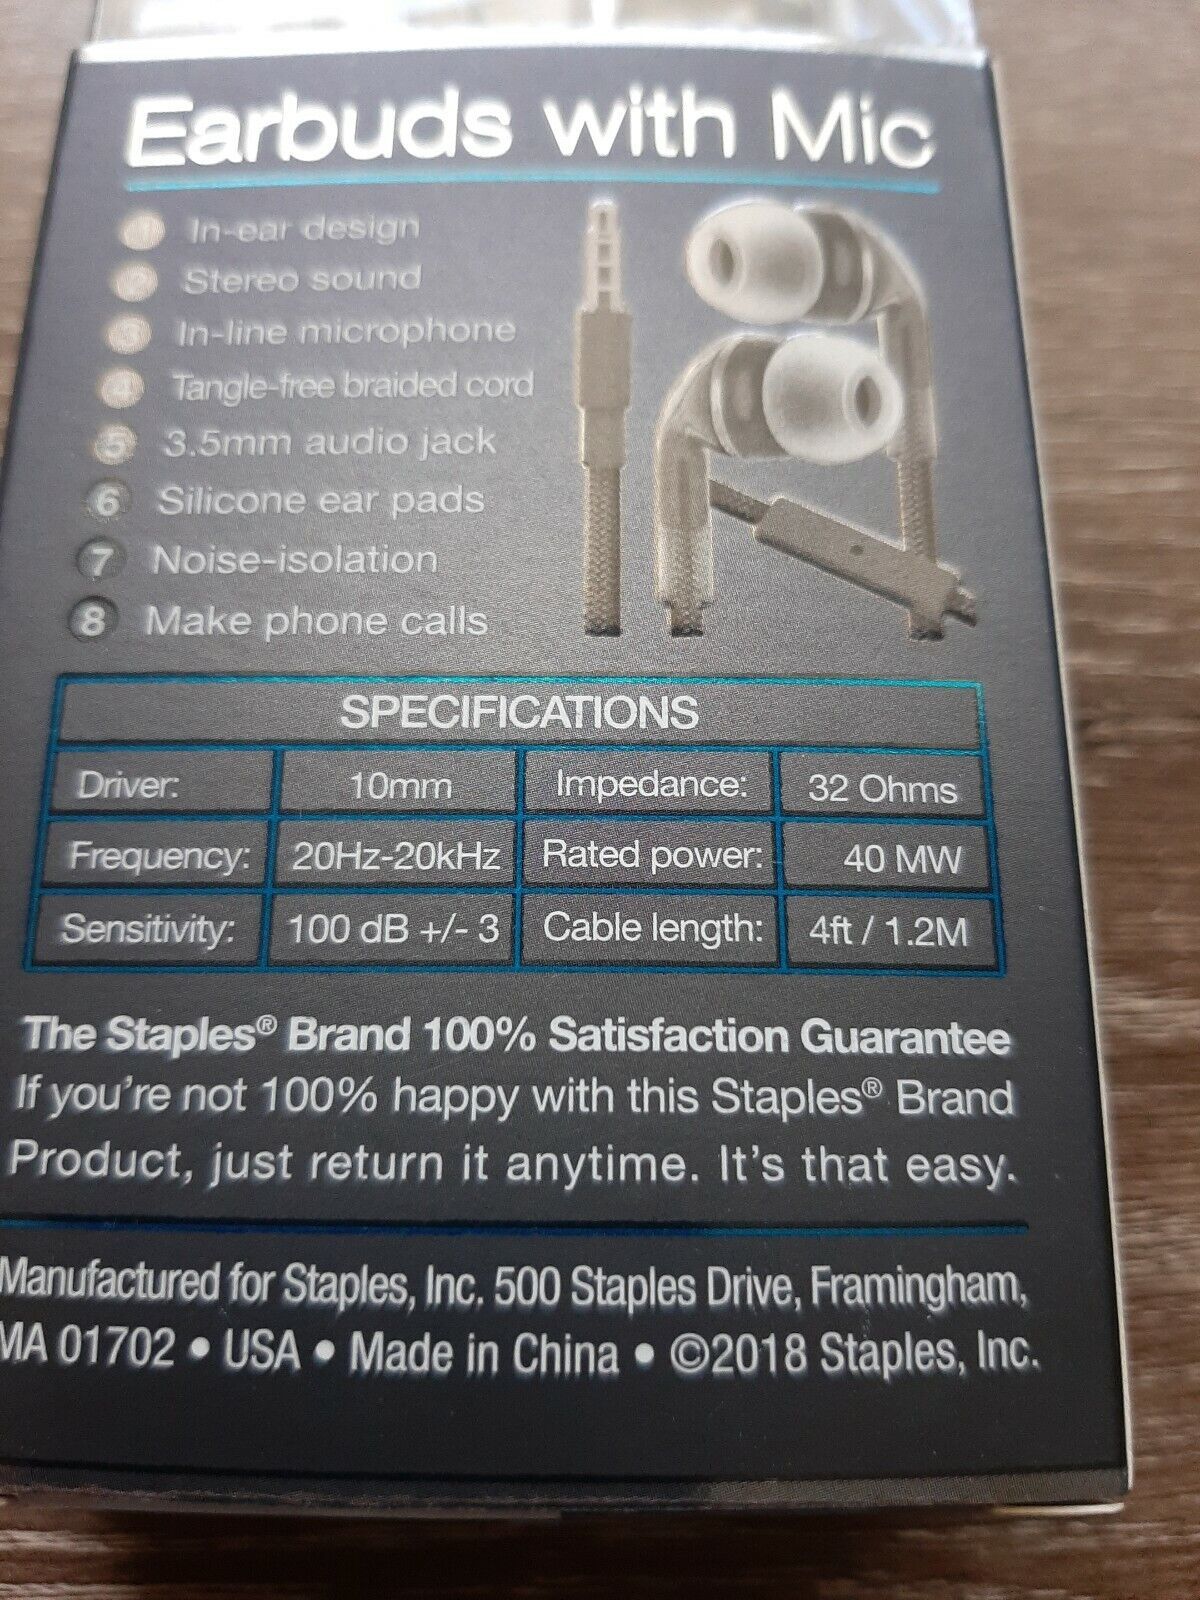 Earbuds with Mic
1 In-ear design
2 Stereo sound
3 In-line microphone
4 Tangle-free braided cord
5 3.5mm audio jack
6 Silicone ear pads
7 Noise-isolation
8 Make phone calls
SPECIFICATIONS
Driver: 10mm Impedance: 32 Ohms
Frequency: 20Hz-20kHz Rated power: 40 MW
Sensitivity: 100 dB +/- 3 Cable length: 4ft / 1.2M
The Staples® Brand 100% Satisfaction Guarantee
If you're not 100% happy with this Staples® Brand
Product, just return it anytime. It's that easy.
Manufactured for Staples, Inc. 500 Staples Drive, Framingham,
MA 01702 • USA • Made in China • ©2018 Staples, Inc.